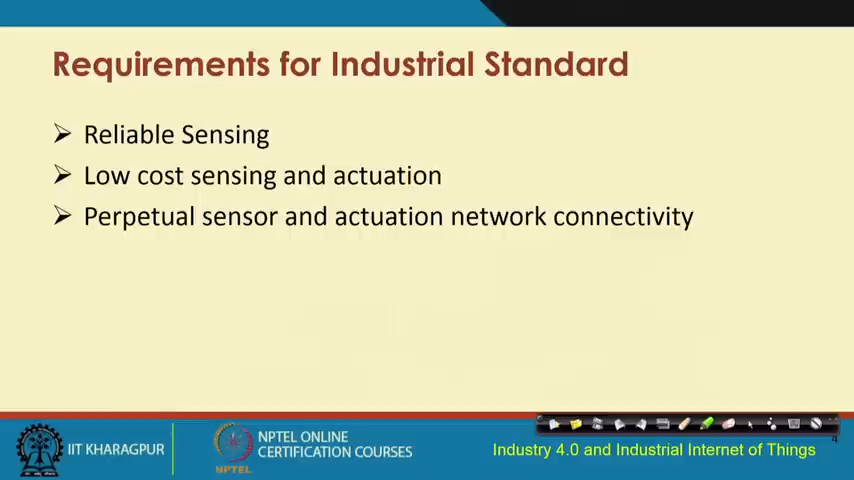 Requirements for Industrial Standard
Reliable Sensing
Low cost sensing and actuation
Perpetual sensor and actuation network connectivity
4
IIT KHARAGPUR
NPTEL
NPTEL ONLINE
CERTIFICATION COURSES
Industry 4.0 and Industrial Internet of Things